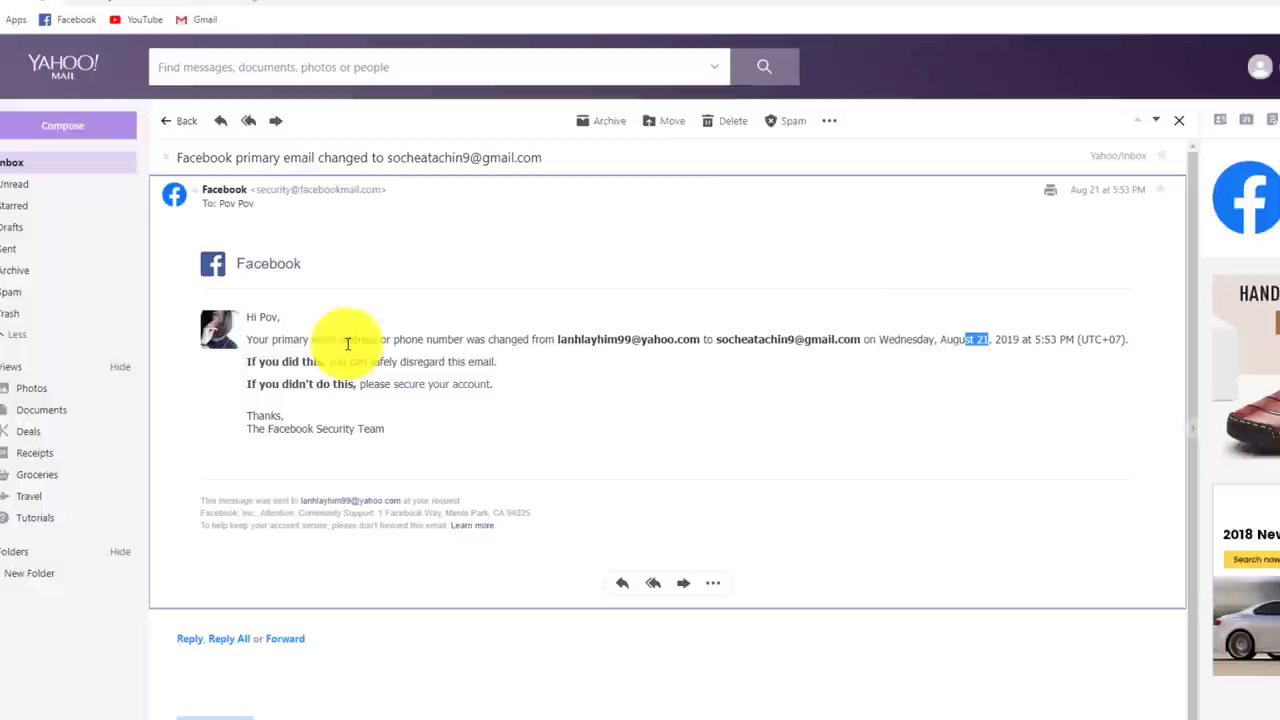 Apps Facebook YouTube Gmail
YAHOO!
MAIL
Find messages, documents, photos or people
Compose
Back Archive Move Delete Spam
Inbox
Facebook primary email changed to socheatachin9@gmail.com Yahoo/Inbox
Unread
Facebook <security@facebookmail.com> Aug 21 at 5:53 PM
To: Pov Pov
Starred
Drafts
Sent
Archive
Spam
Trash
Less
Views Hide
Photos
Documents
Deals
Receipts
Groceries
Travel
Tutorials
Folders Hide
New Folder
Facebook
Hi Pov,
Your primary email address or phone number was changed from lanhlayhim99@yahoo.com to socheatachin9@gmail.com on Wednesday, August 21, 2019 at 5:53 PM (UTC+07).
If you did this, you can safely disregard this email.
If you didn't do this, please secure your account.
Thanks,
The Facebook Security Team
This message was sent to lanhlayhim99@yahoo.com at your request
Facebook, Inc., Attention: Community Support, 1 Facebook Way, Menlo Park, CA 94025
To help keep your account secure, please don't forward this email. Learn more.
Reply, Reply All or Forward
HAND
2018 New
Search now